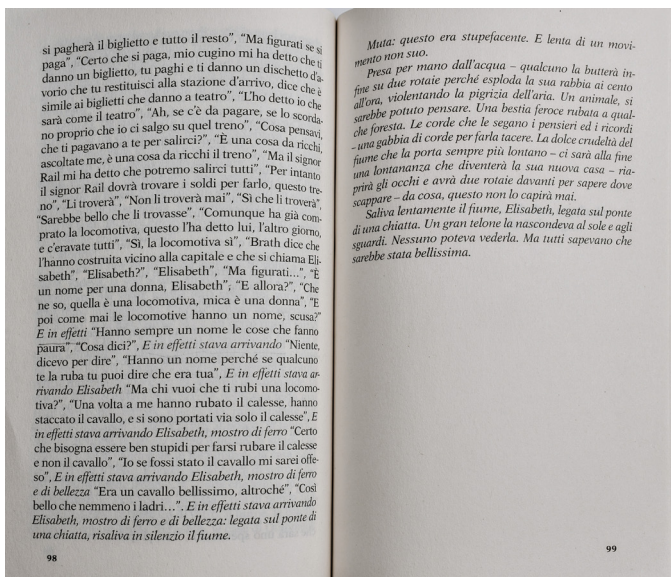 si pagherà il biglietto e tutto il resto”, “Ma figurati se si
paga”, “Certo che si paga, mio cugino mi ha detto che ti
danno un biglietto, tu paghi e ti danno un dischetto d’a-
vorio che tu restituisci alla stazione d’arrivo, dice che è
simile ai biglietti che danno a teatro”, “L’ho detto io che
sarà come il teatro”, “Ah, se c’è da pagare, se lo scorda-
no proprio che io ci salgo su quel treno”, “Cosa pensavi,
che ti pagavano a te per salirci?”, “È una cosa da ricchi,
ascoltate me, è una cosa da ricchi il treno”, “Ma il signor
Rail mi ha detto che potremo salirci tutti”, “Per intanto
il signor Rail dovrà trovare i soldi per farlo, questo tre-
no”, “Li troverà”, “Non li troverà mai”, “Sì che li troverà”,
“Sarebbe bello che li trovasse”, “Comunque ha già com-
prato la locomotiva, questo l’ha detto lui, l’altro giorno,
e c’eravate tutti”, “Sì, la locomotiva sì”, “Brath dice che
l’hanno costruita vicino alla capitale e che si chiama Eli-
sabeth”, “Elisabeth?”, “Elisabeth”, “Ma figurati...”, “È
un nome per una donna, Elisabeth”, “E allora?”, “Che
ne so, quella è una locomotiva, mica è una donna”, “E
poi come mai le locomotive hanno un nome, scusa?”
E in effetti “Hanno sempre un nome le cose che fanno
paura”, “Cosa dici?”, E in effetti stava arrivando “Niente,
dicevo per dire”, “Hanno un nome perché se qualcuno
te la ruba tu puoi dire che era tua”, E in effetti stava ar-
rivando Elisabeth “Ma chi vuoi che ti rubi una locomo-
tiva?”, “Una volta a me hanno rubato il calesse, hanno
staccato il cavallo, e si sono portati via solo il calesse”, E
in effetti stava arrivando Elisabeth, mostro di ferro “Certo
che bisogna essere ben stupidi per farsi rubare il calesse
e non il cavallo”, “Io se fossi stato il cavallo mi sarei offe-
so”, E in effetti stava arrivando Elisabeth, mostro di ferro
e di bellezza “Era un cavallo bellissimo, altroché”, “Così
bello che nemmeno i ladri...”. E in effetti stava arrivando
Elisabeth, mostro di ferro e di bellezza: legata sul ponte di
una chiatta, risaliva in silenzio il fiume.
98
Muta: questo era stupefacente. E lenta di un movi-
mento non suo.
Presa per mano dall’acqua – qualcuno la butterà in-
fine su due rotaie perché esploda la sua rabbia ai cento
all’ora, violentando la pigrizia dell’aria. Un animale, si
sarebbe potuto pensare. Una bestia feroce rubata a qual-
che foresta. Le corde che le segano i pensieri ed i ricordi
– una gabbia di corde per farla tacere. La dolce crudeltà del
fiume che la porta sempre più lontano – ci sarà alla fine
una lontananza che diventerà la sua nuova casa – ria-
prirà gli occhi e avrà due rotaie davanti per sapere dove
scappare – da cosa, questo non lo capirà mai.
Saliva lentamente il fiume, Elisabeth, legata sul ponte
di una chiatta. Un gran telone la nascondeva al sole e agli
sguardi. Nessuno poteva vederla. Ma tutti sapevano che
sarebbe stata bellissima.
99